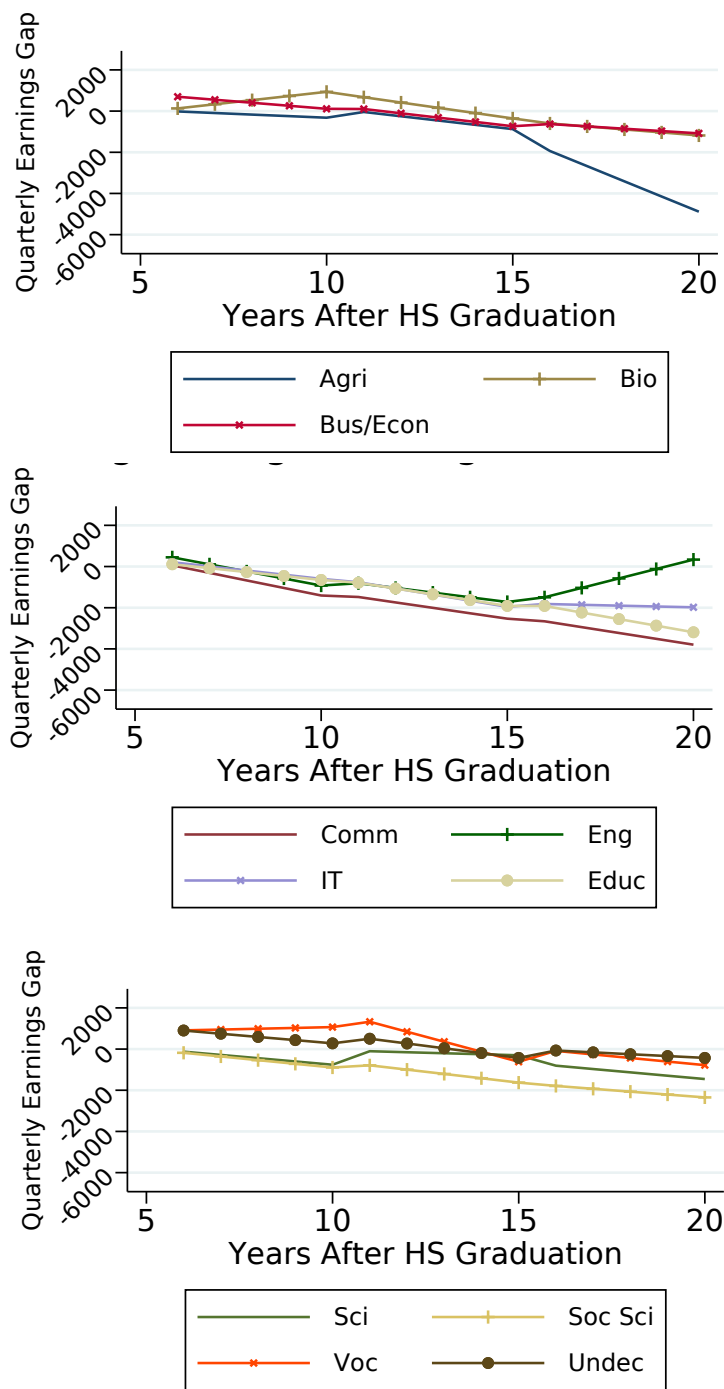 Quarterly Earnings Gap
2000
0
-2000
-4000
-6000
5 10 15 20
Years After HS Graduation
Agri Bio
Bus/Econ
Quarterly Earnings Gap
2000
0
-2000
-4000
-6000
5 10 15 20
Years After HS Graduation
Comm Eng
IT Educ
Quarterly Earnings Gap
2000
0
-2000
-4000
-6000
5 10 15 20
Years After HS Graduation
Sci Soc Sci
Voc Undec